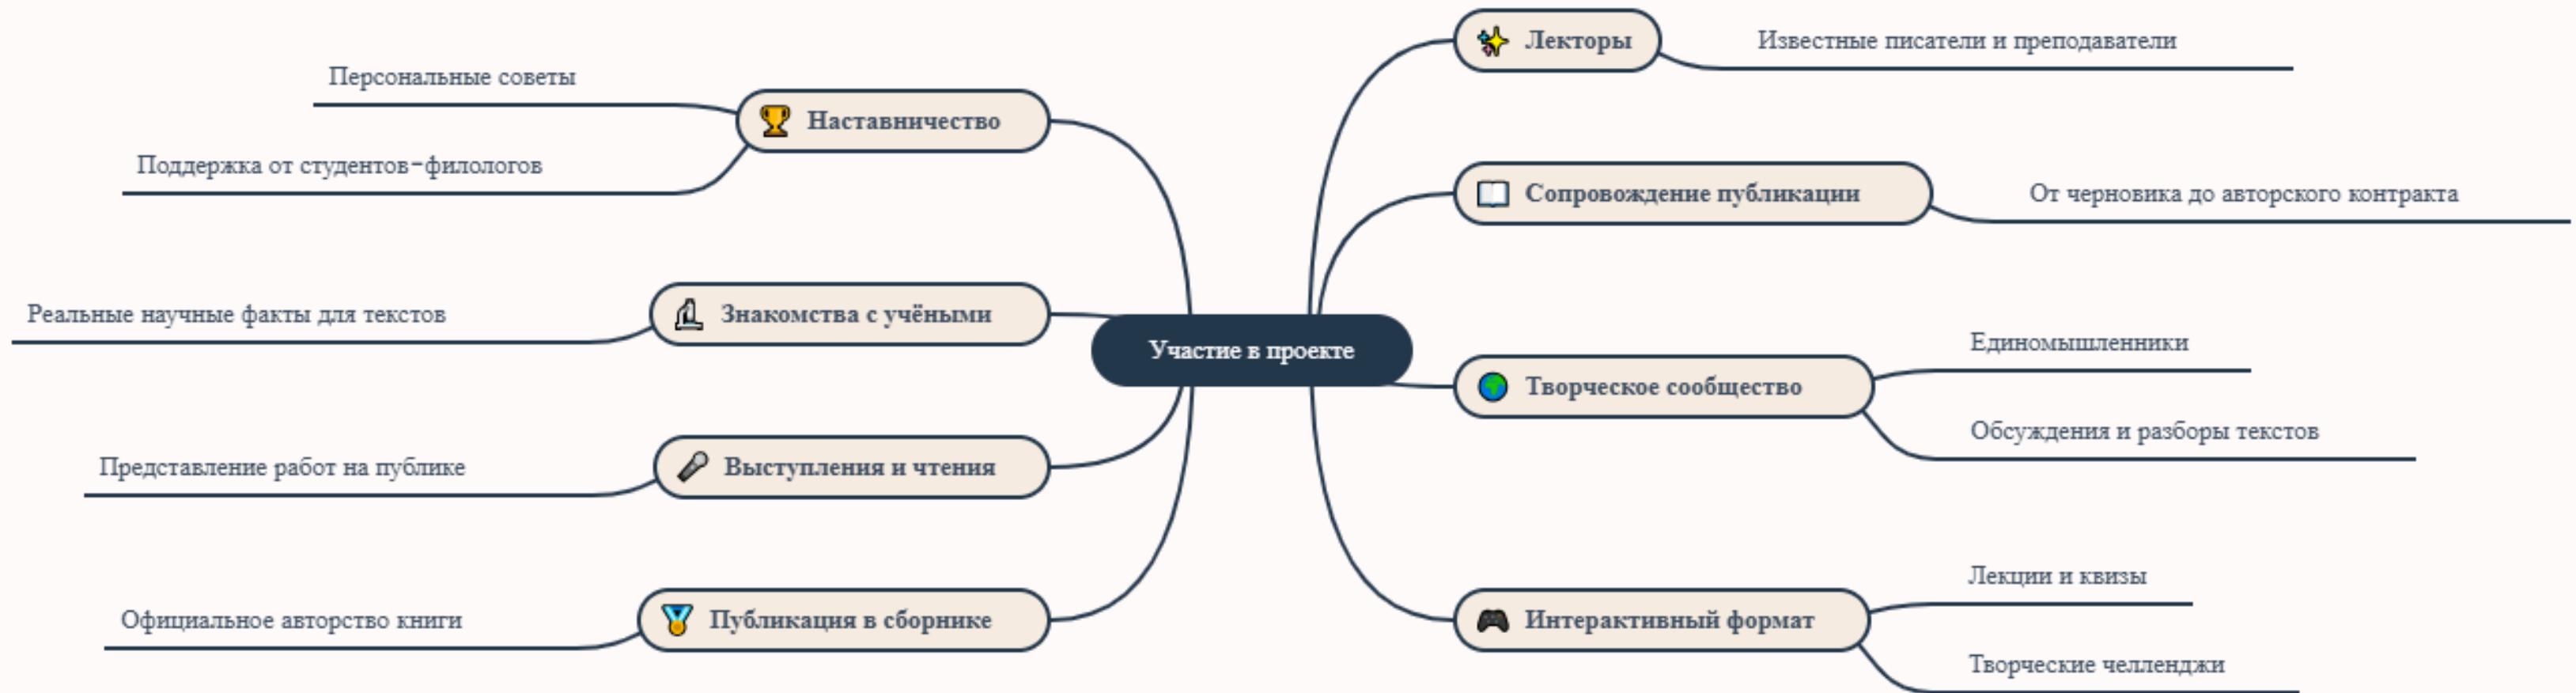 Участие в проекте
Наставничество
Персональные советы
Поддержка от студентов-филологов
Знакомства с учёными
Реальные научные факты для текстов
Выступления и чтения
Представление работ на публике
Публикация в сборнике
Официальное авторство книги
Лекторы
Известные писатели и преподаватели
Сопровождение публикации
От черновика до авторского контракта
Творческое сообщество
Единомышленники
Обсуждения и разборы текстов
Интерактивный формат
Лекции и квизы
Творческие челленджи